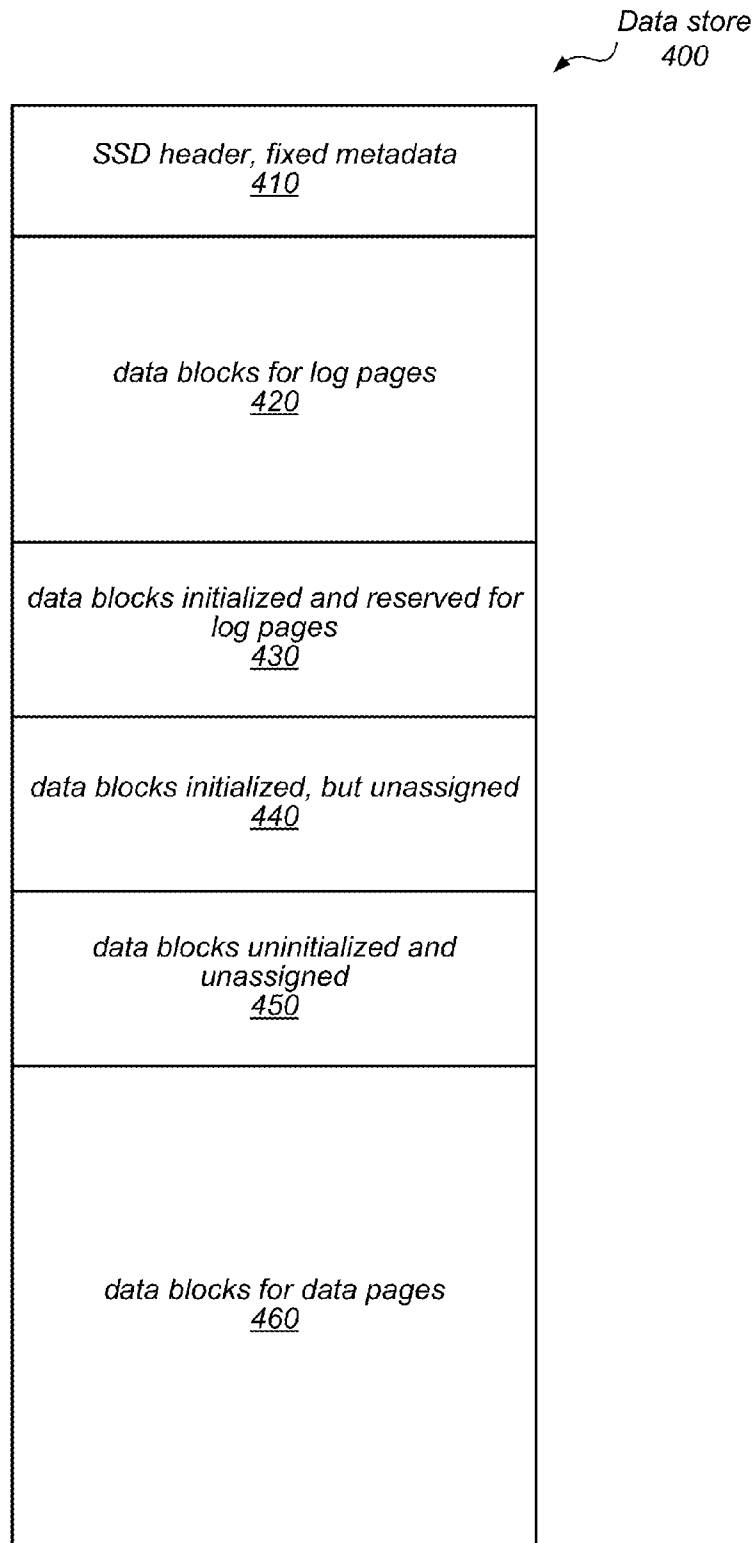 Data store
400
SSD header, fixed metadata
410
data blocks for log pages
420
data blocks initialized and reserved for
log pages
430
data blocks initialized, but unassigned
440
data blocks uninitialized and
unassigned
450
data blocks for data pages
460